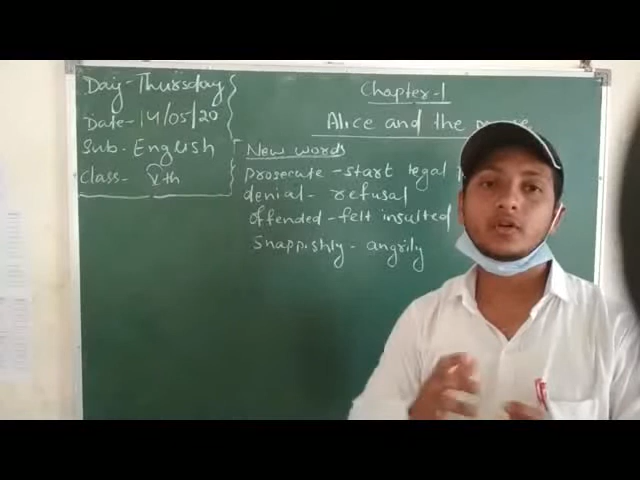 Day-Thursday
Date-14/05/20
Sub-English
Class- Vth
Chapter-1
Alice and the
New words
prosecute-start legal
denial- refusal
offended-felt insulted
Snappishly- angrily